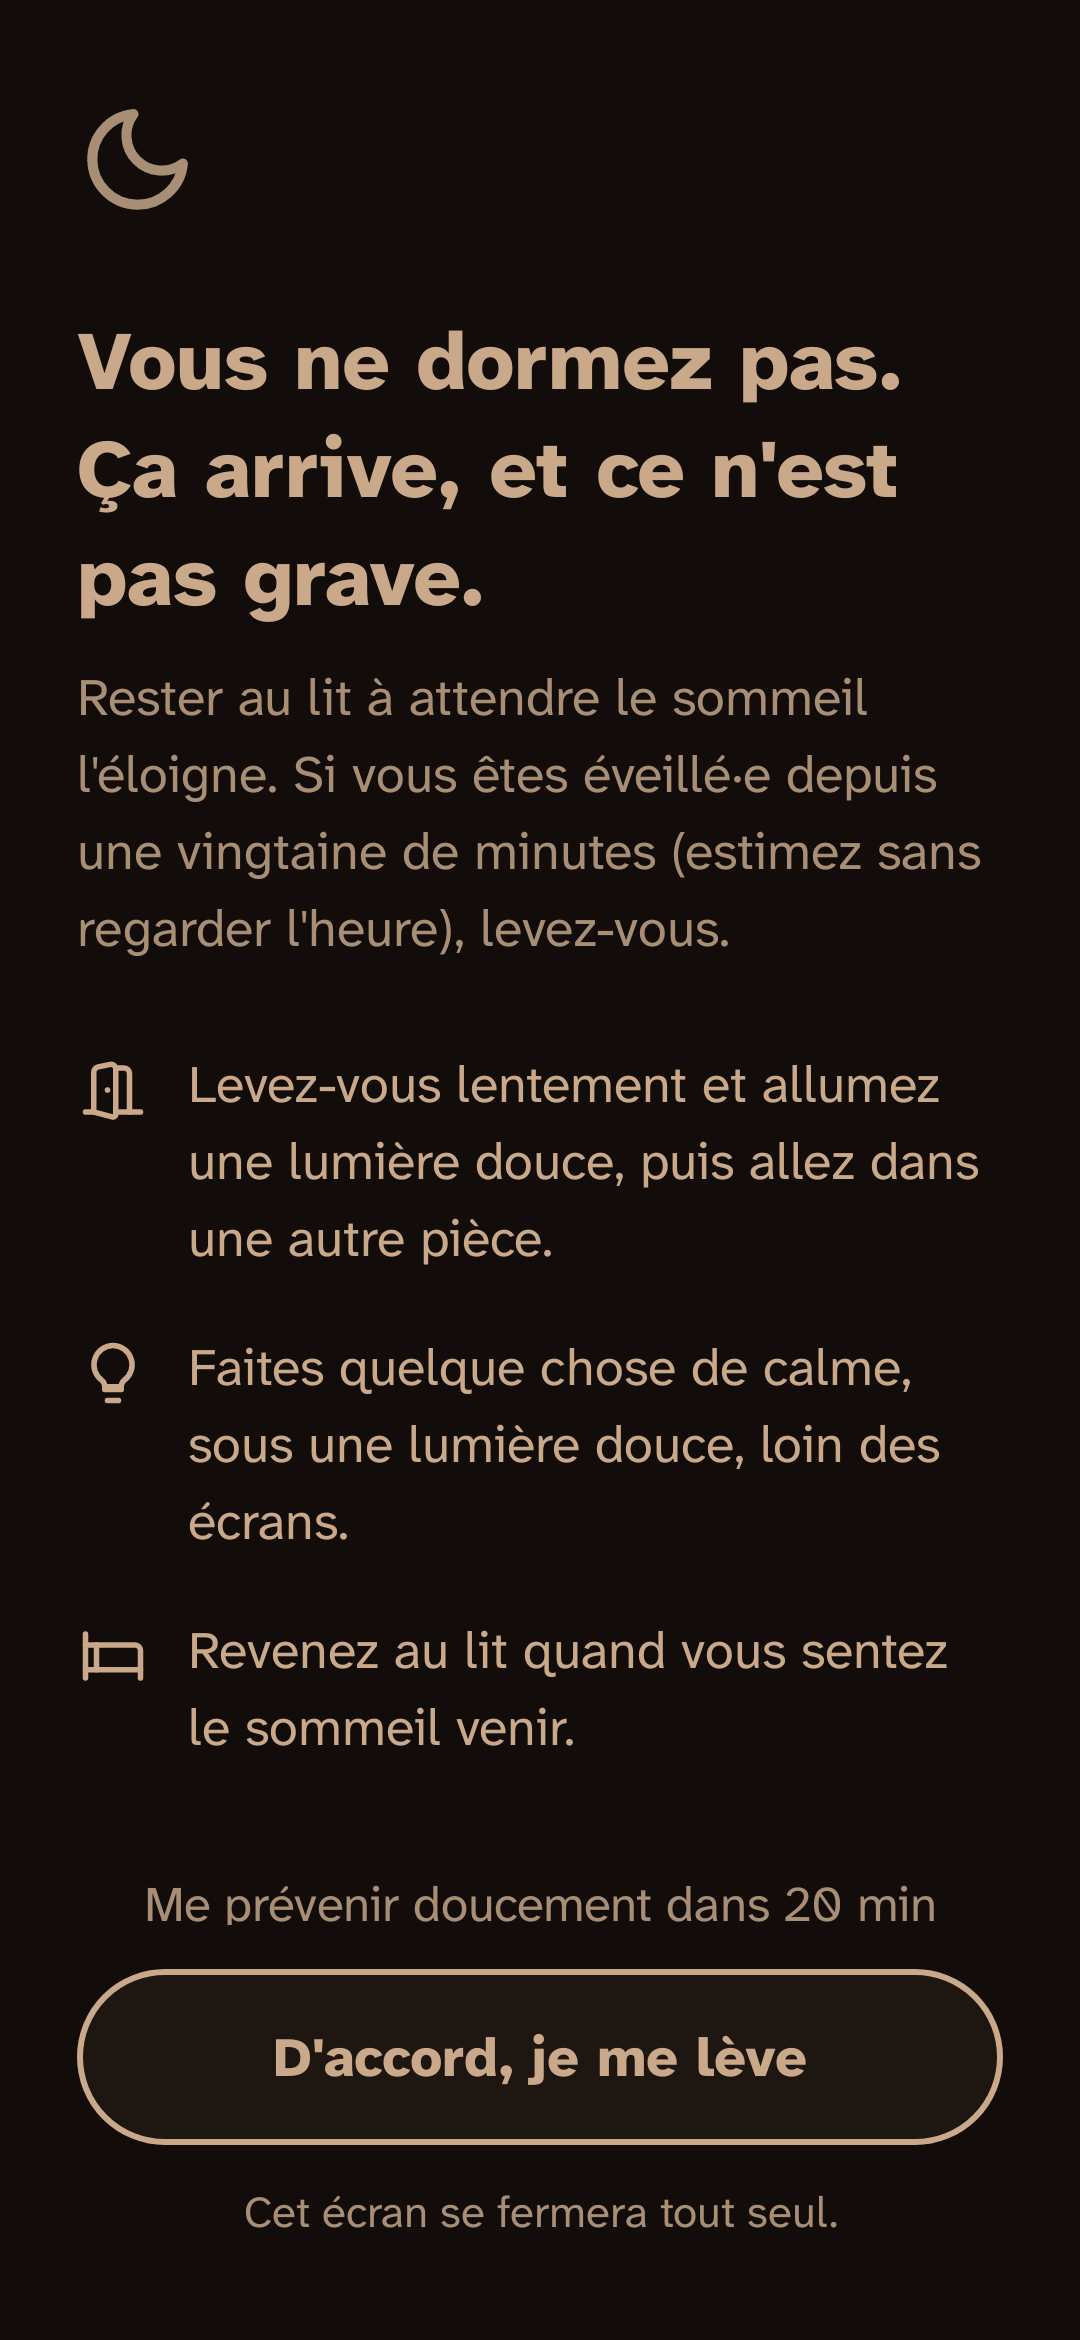 Vous ne dormez pas.
Ça arrive, et ce n'est
pas grave.
Rester au lit à attendre le sommeil
l'éloigne. Si vous êtes éveillé·e depuis
une vingtaine de minutes (estimez sans
regarder l'heure), levez-vous.
Levez-vous lentement et allumez
une lumière douce, puis allez dans
une autre pièce.
Faites quelque chose de calme,
sous une lumière douce, loin des
écrans.
Revenez au lit quand vous sentez
le sommeil venir.
Me prévenir doucement dans 20 min
D'accord, je me lève
Cet écran se fermera tout seul.